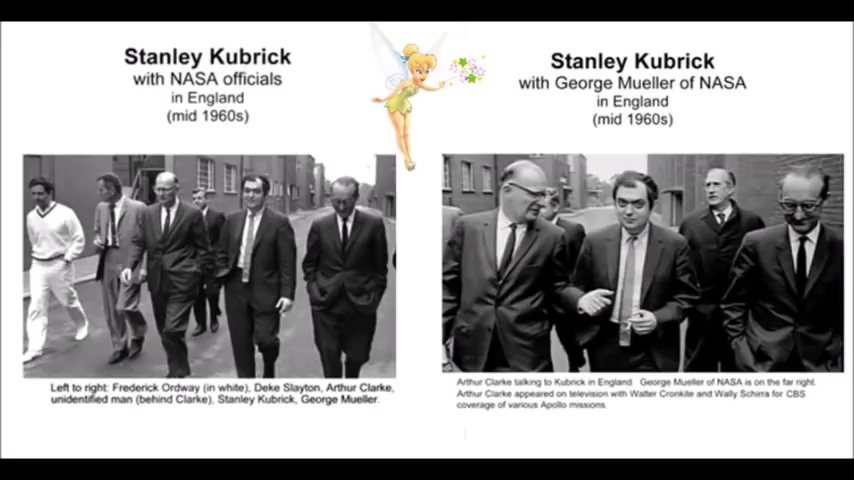 Stanley Kubrick
with NASA officials
in England
(mid 1960s)
Left to right: Frederick Ordway (in white), Deke Slayton, Arthur Clarke,
unidentified man (behind Clarke), Stanley Kubrick, George Mueller.
Stanley Kubrick
with George Mueller of NASA
in England
(mid 1960s)
Arthur Clarke talking to Kubrick in England. George Mueller of NASA is on the far right.
Arthur Clarke appeared on television with Walter Cronkite and Wally Schirra for CBS
coverage of various Apollo missions.